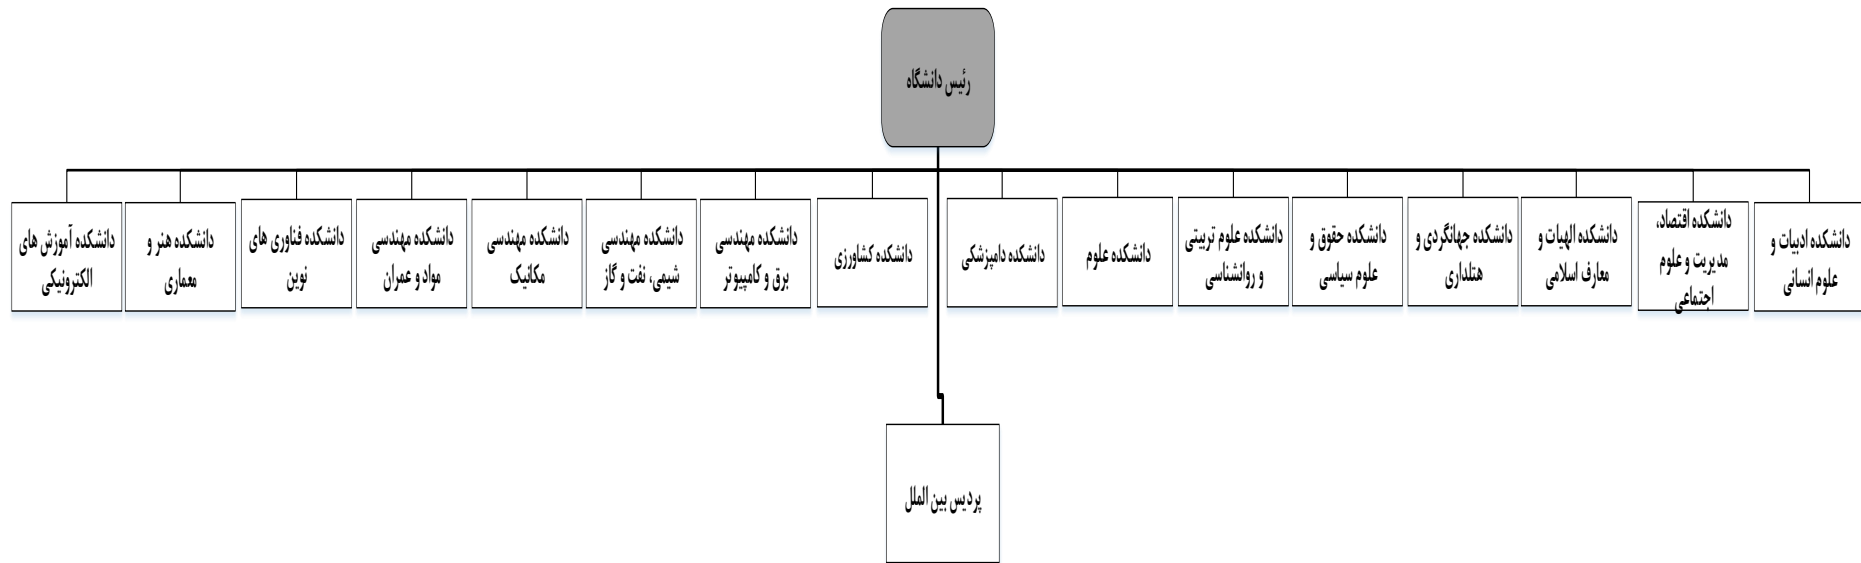 رئیس دانشگاه
دانشکده ادبیات و
علوم انسانی
دانشکده اقتصاد،
مدیریت و علوم
اجتماعی
دانشکده الهیات و
معارف اسلامی
دانشکده جهانگردی و
هتلداری
دانشکده حقوق و
علوم سیاسی
دانشکده علوم تربیتی
و روانشناسی
دانشکده علوم
دانشکده دامپزشکی
دانشکده کشاورزی
دانشکده مهندسی
برق و کامپیوتر
دانشکده مهندسی
شیمی، نفت و گاز
دانشکده مهندسی
مکانیک
دانشکده مهندسی
مواد و عمران
دانشکده فناوری های
نوین
دانشکده هنر و
معماری
دانشکده آموزش های
الکترونیکی
پردیس بین الملل